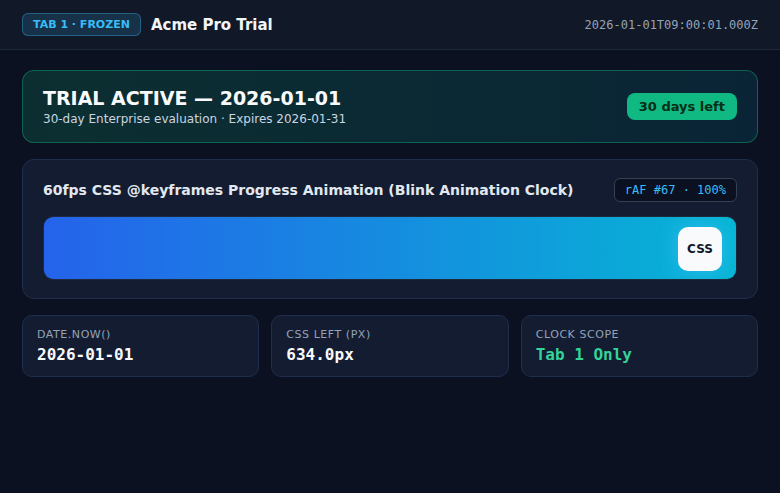 TAB 1 · FROZEN Acme Pro Trial 2026-01-01T09:00:01.000Z
TRIAL ACTIVE — 2026-01-01
30-day Enterprise evaluation · Expires 2026-01-31
30 days left
60fps CSS @keyframes Progress Animation (Blink Animation Clock)
rAF #67 · 100%
CSS
DATE.NOW()
2026-01-01
CSS LEFT (PX)
634.0px
CLOCK SCOPE
Tab 1 Only